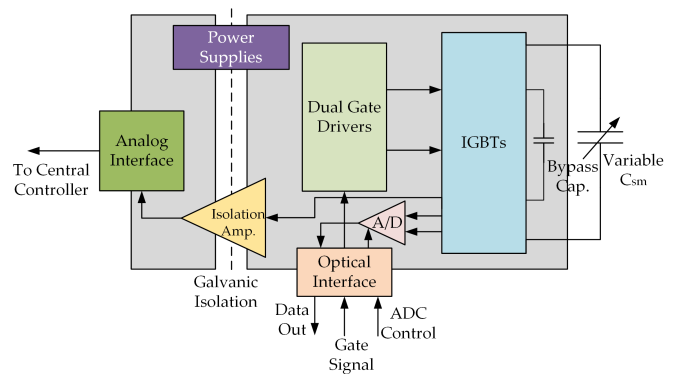 Power
Supplies
Dual Gate
Drivers
IGBTs
Analog
Interface
To Central
Controller
Bypass
Cap.
Variable
Csm
Isolation
Amp.
A/D
Galvanic
Isolation
Optical
Interface
Data
Out
Gate
Signal
ADC
Control